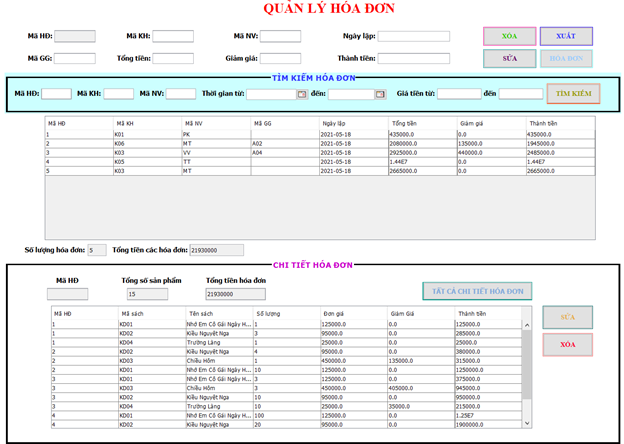 QUẢN LÝ HÓA ĐƠN
Mã HĐ: Mã KH: Mã NV: Ngày lập: XÓA XUẤT
Mã GG: Tổng tiền: Giảm giá: Thành tiền: SỬA HÓA ĐƠN
TÌM KIẾM HÓA ĐƠN
Mã HĐ: Mã KH: Mã NV: Thời gian từ: đến: Giá tiền từ: đến TÌM KIẾM
Mã HĐ Mã KH Mã NV Mã GG Ngày lập Tổng tiền Giảm giá Thành tiền
1 K01 PK 2021-05-18 435000.0 0.0 435000.0
2 K06 MT A02 2021-05-18 2080000.0 135000.0 1945000.0
3 K03 VV A04 2021-05-18 2925000.0 440000.0 2485000.0
4 K05 TT 2021-05-18 1.44E7 0.0 1.44E7
5 K03 MT 2021-05-18 2665000.0 0.0 2665000.0
Số lượng hóa đơn: 5 Tổng tiền các hóa đơn: 21930000
CHI TIẾT HÓA ĐƠN
Mã HĐ Tổng số sản phẩm Tổng tiền hóa đơn
15 21930000 TẤT CẢ CHI TIẾT HÓA ĐƠN
Mã HĐ Mã sách Tên sách Số lượng Đơn giá Giảm Giá Thành tiền
1 KD01 Nhớ Em Cô Gái Ngày H... 1 125000.0 0.0 125000.0
1 KD02 Kiều Nguyệt Nga 3 95000.0 0.0 285000.0
1 KD04 Trường Làng 1 25000.0 0.0 25000.0
2 KD02 Kiều Nguyệt Nga 4 95000.0 0.0 380000.0
2 KD03 Chiều Hôm 1 450000.0 135000.0 315000.0
2 KD01 Nhớ Em Cô Gái Ngày H... 10 125000.0 0.0 1250000.0
3 KD01 Nhớ Em Cô Gái Ngày H... 3 125000.0 0.0 375000.0
3 KD03 Chiều Hôm 3 450000.0 405000.0 945000.0
3 KD02 Kiều Nguyệt Nga 10 95000.0 0.0 950000.0
3 KD04 Trường Làng 10 25000.0 35000.0 215000.0
4 KD01 Nhớ Em Cô Gái Ngày H... 100 125000.0 0.0 1.25E7
4 KD02 Kiều Nguyệt Nga 20 95000.0 0.0 1900000.0
SỬA
XÓA